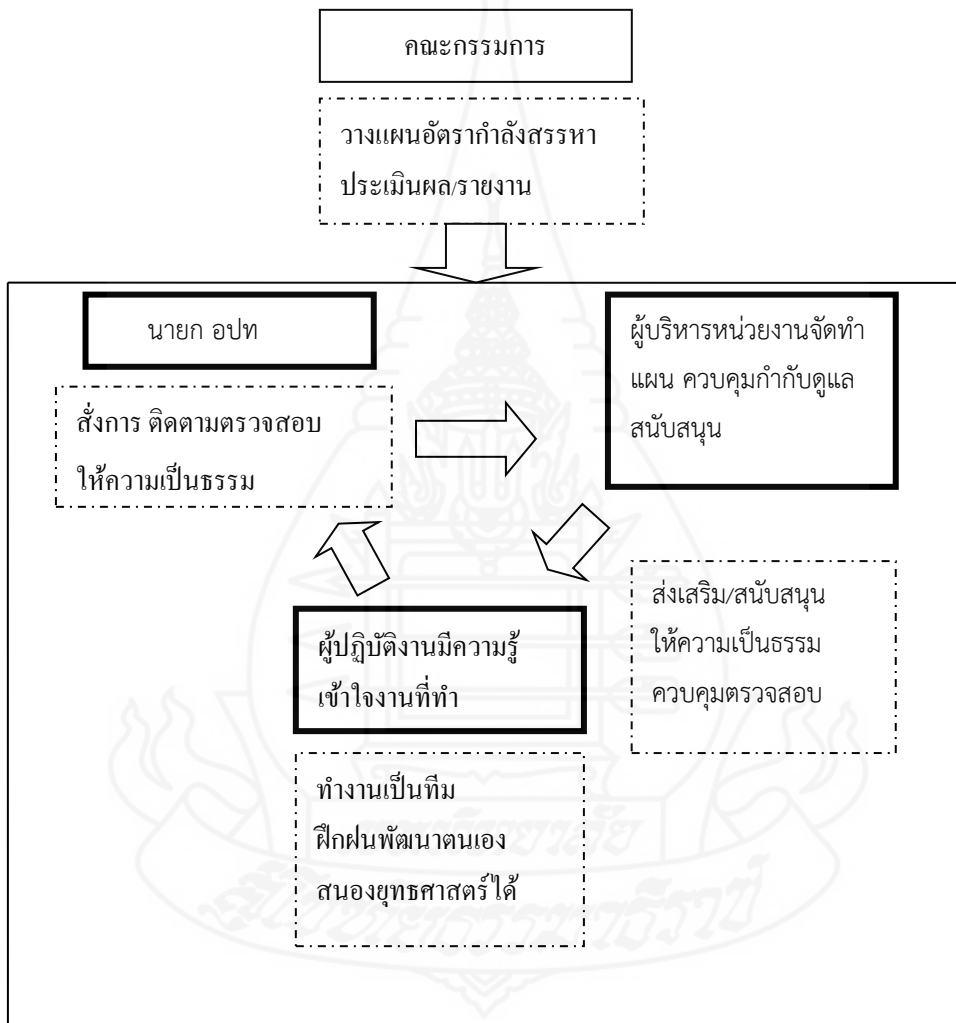 คณะกรรมการ
วางแผนอัตรากำลังสรรหา
ประเมินผล/รายงาน
นายก อปท
สั่งการ ติดตามตรวจสอบ
ให้ความเป็นธรรม
ผู้บริหารหน่วยงานจัดทำ
แผน ควบคุมกำกับดูแล
สนับสนุน
ส่งเสริม/สนับสนุน
ให้ความเป็นธรรม
ควบคุมตรวจสอบ
ผู้ปฏิบัติงานมีความรู้
เข้าใจงานที่ทำ
ทำงานเป็นทีม
ฝึกฝนพัฒนาตนเอง
สนองยุทธศาสตร์ได้